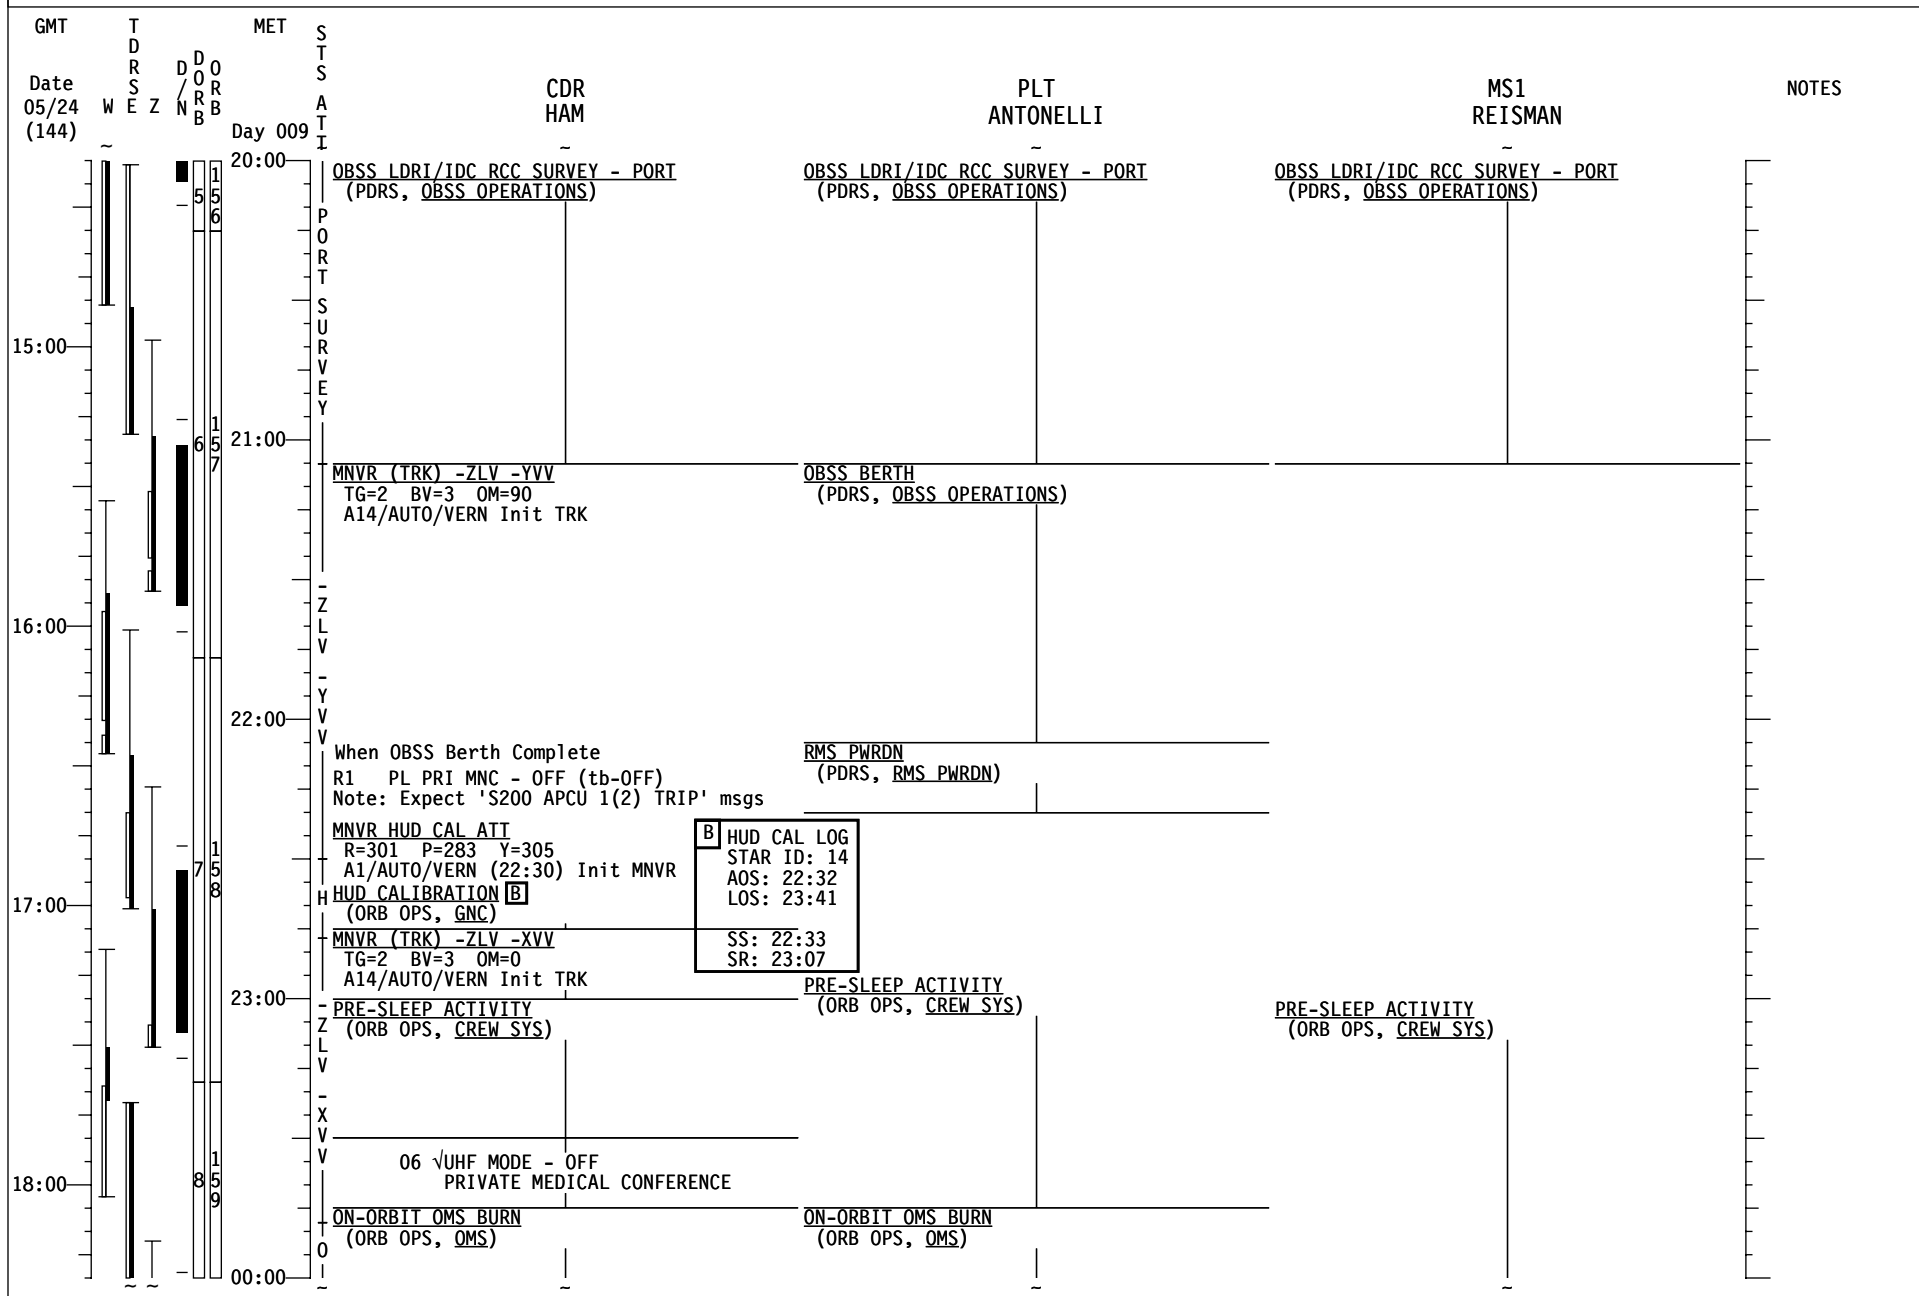 GMT
Date
05/24
(144)
TDRS
W E Z
D/N
DORB
ORB
MET
Day 009
STS ATT
CDR
HAM
PLT
ANTONELLI
MS1
REISMAN
NOTES
~ ~ ~ ~
15:00
16:00
17:00
18:00
5
6
7
8
156
157
158
159
20:00
21:00
22:00
23:00
00:00
PORT SURVEY
-ZLV -YVV
H
-ZLV -XVV
O
OBSS LDRI/IDC RCC SURVEY - PORT
(PDRS, OBSS OPERATIONS)
MNVR (TRK) -ZLV -YVV
TG=2 BV=3 OM=90
A14/AUTO/VERN Init TRK
When OBSS Berth Complete
R1 PL PRI MNC - OFF (tb-OFF)
Note: Expect 'S200 APCU 1(2) TRIP' msgs
MNVR HUD CAL ATT
R=301 P=283 Y=305
A1/AUTO/VERN (22:30) Init MNVR
HUD CALIBRATION B
(ORB OPS, GNC)
MNVR (TRK) -ZLV -XVV
TG=2 BV=3 OM=0
A14/AUTO/VERN Init TRK
PRE-SLEEP ACTIVITY
(ORB OPS, CREW SYS)
06 √UHF MODE - OFF
PRIVATE MEDICAL CONFERENCE
ON-ORBIT OMS BURN
(ORB OPS, OMS)
B HUD CAL LOG
STAR ID: 14
AOS: 22:32
LOS: 23:41
SS: 22:33
SR: 23:07
OBSS LDRI/IDC RCC SURVEY - PORT
(PDRS, OBSS OPERATIONS)
OBSS BERTH
(PDRS, OBSS OPERATIONS)
RMS PWRDN
(PDRS, RMS PWRDN)
PRE-SLEEP ACTIVITY
(ORB OPS, CREW SYS)
ON-ORBIT OMS BURN
(ORB OPS, OMS)
OBSS LDRI/IDC RCC SURVEY - PORT
(PDRS, OBSS OPERATIONS)
PRE-SLEEP ACTIVITY
(ORB OPS, CREW SYS)
~ ~ ~ ~ ~ ~